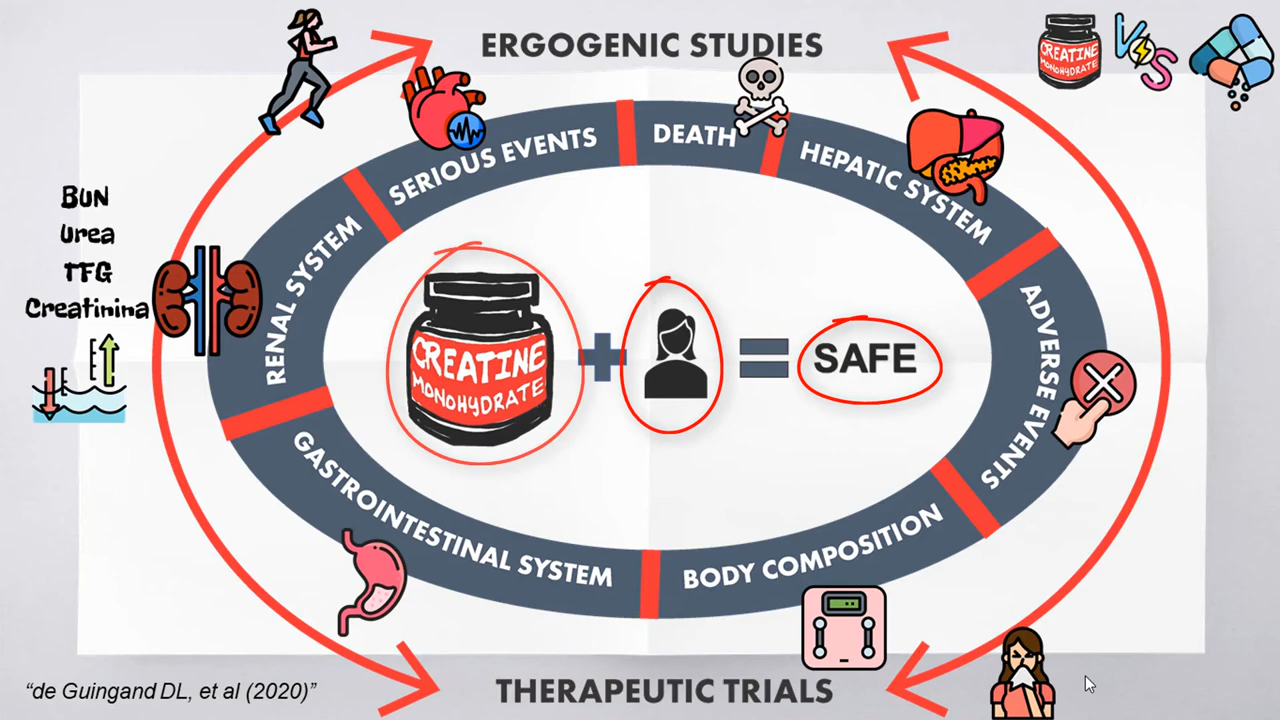 ERGOGENIC STUDIES
CREATINE
MONOHYDRATE
VS
SERIOUS EVENTS
DEATH
HEPATIC SYSTEM
BUN
Urea
TFG
Creatinina
RENAL SYSTEM
ADVERSE EVENTS
CREATINE
MONOHYDRATE
SAFE
GASTROINTESTINAL SYSTEM
BODY COMPOSITION
THERAPEUTIC TRIALS
“de Guingand DL, et al (2020)”